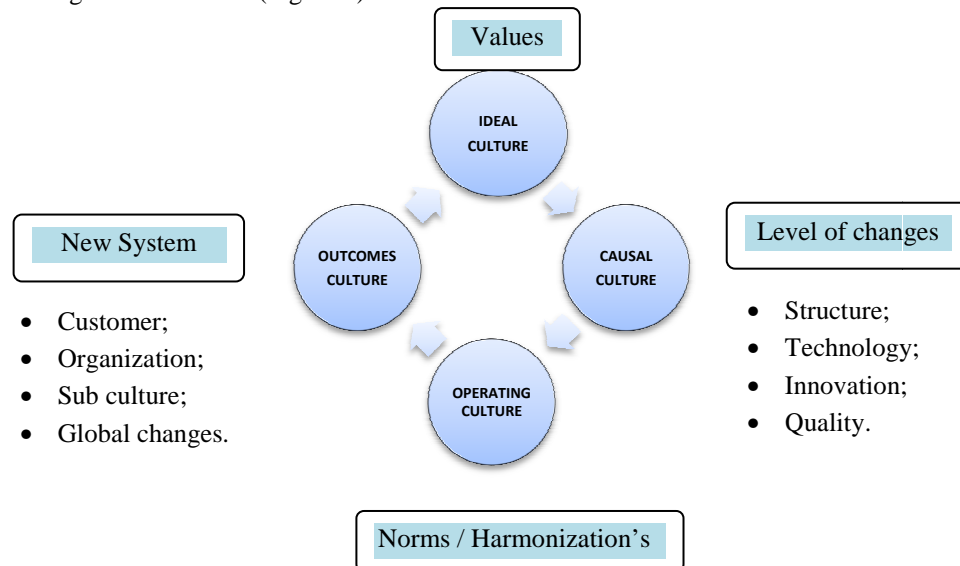 Values
IDEAL
CULTURE
New System
OUTCOMES
CULTURE
CAUSAL
CULTURE
Level of changes
• Customer;
• Organization;
• Sub culture;
• Global changes.
OPERATING
CULTURE
• Structure;
• Technology;
• Innovation;
• Quality.
Norms / Harmonization’s